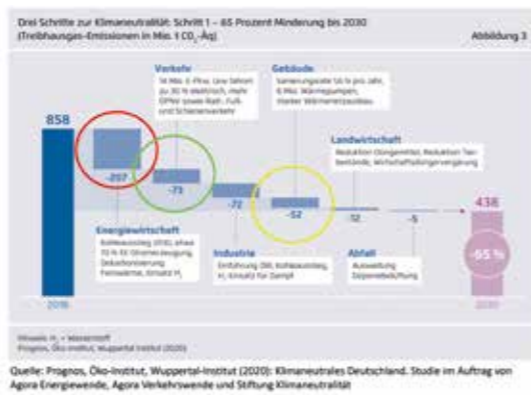 Drei Schritte zur Klimaneutralität: Schritt 1 – 65 Prozent Minderung bis 2030
(Treibhausgas-Emissionen in Mio. t CO₂-Äq)
Abbildung 3
858
-207
-73
-72
-52
-12
-5
438
-65 %
2018
2030
Verkehr
14 Mio. E-Pkw, Lkw fahren
zu 30 % elektrisch, mehr
ÖPNV sowie Rad-, Fuß-
und Schienenverkehr
Gebäude
Sanierungsrate 1,6 % pro Jahr,
6 Mio. Wärmepumpen,
starker Wärmenetzausbau
Landwirtschaft
Reduktion Düngemittel, Reduktion Tier-
bestände, Wirtschaftsdüngervergärung
Energiewirtschaft
Kohleausstieg 2030, etwa
70 % EE-Stromerzeugung,
Dekarbonisierung
Fernwärme, Einsatz H₂
Industrie
Einführung DRI, Kohleausstieg,
H₂-Einsatz für Dampf
Abfall
Ausweitung
Deponiebelüftung
Hinweis: H₂ = Wasserstoff
Prognos, Öko-Institut, Wuppertal Institut (2020)
Quelle: Prognos, Öko-Institut, Wuppertal-Institut (2020): Klimaneutrales Deutschland. Studie im Auftrag von
Agora Energiewende, Agora Verkehrswende und Stiftung Klimaneutralität